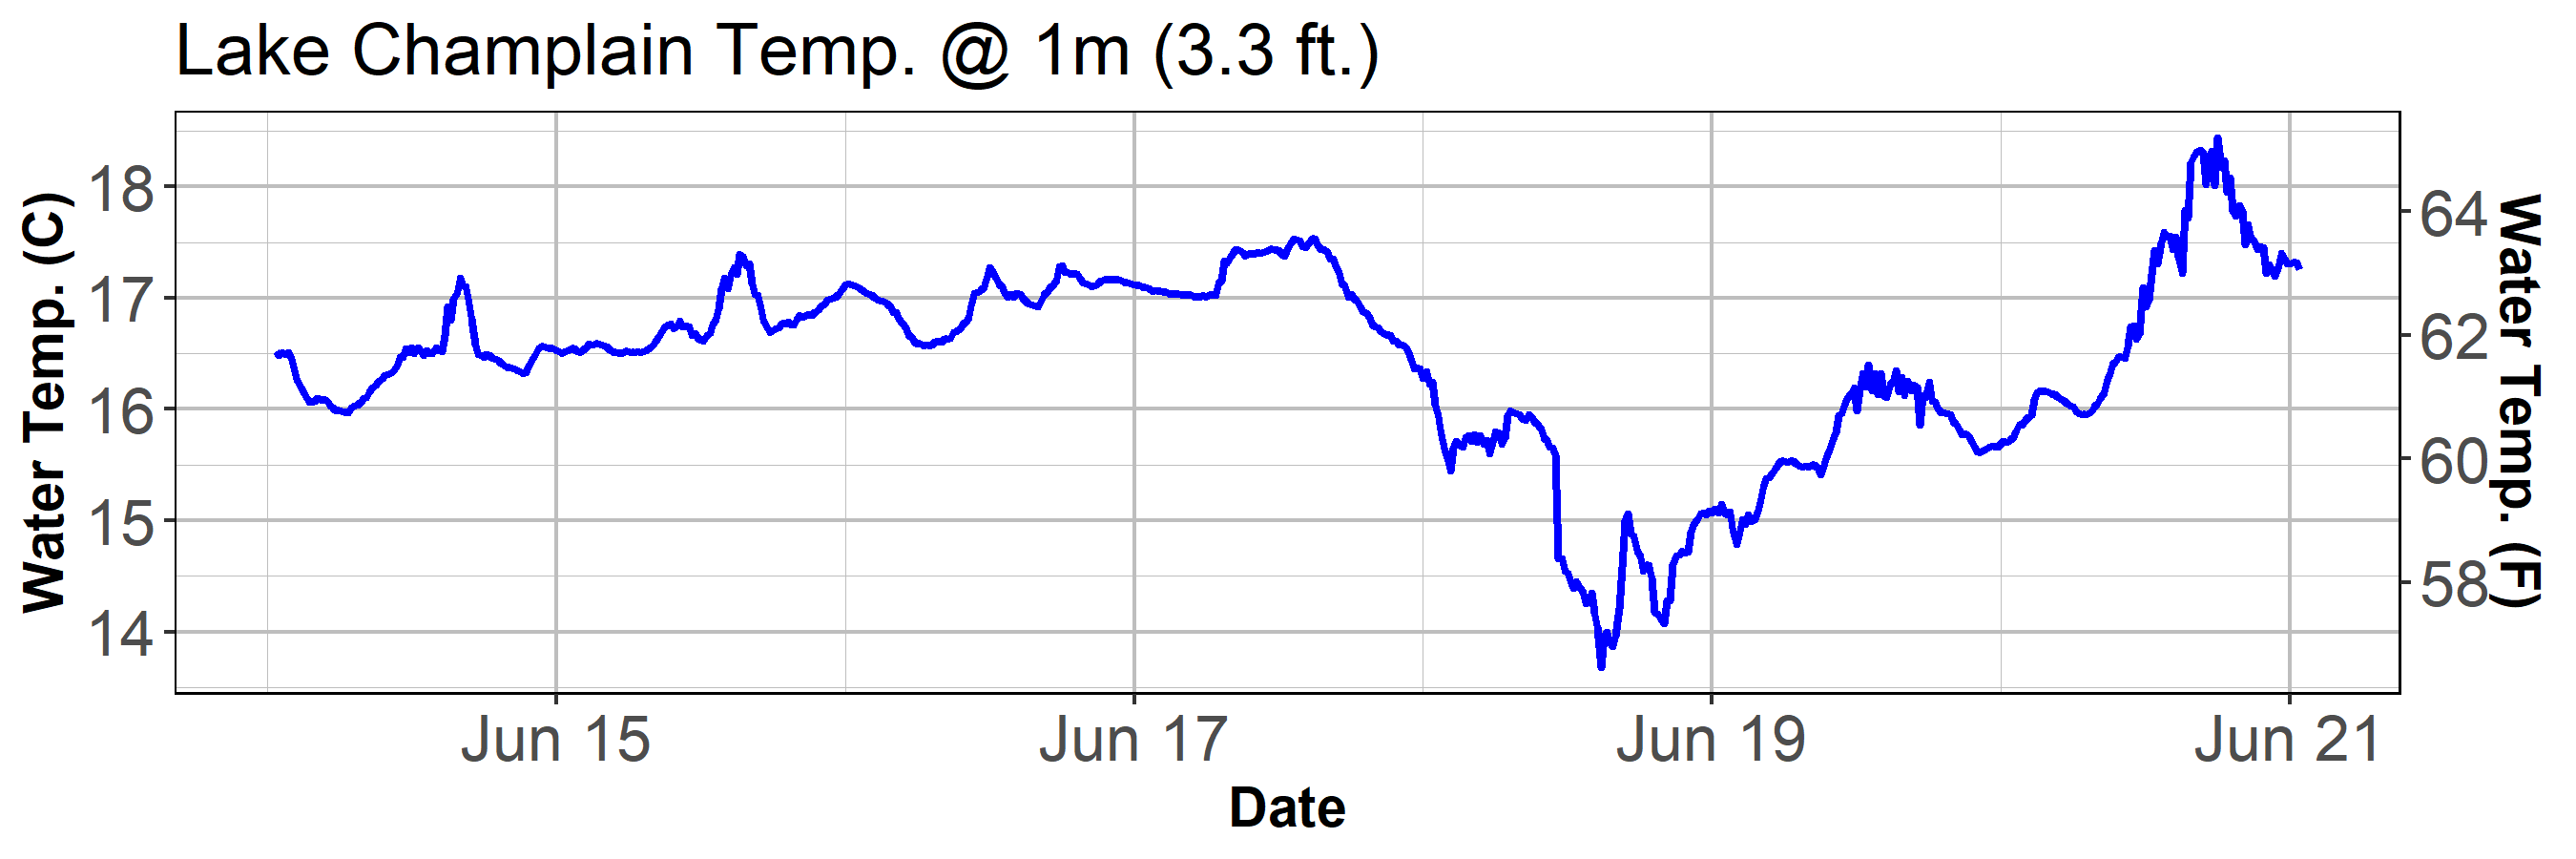 Lake Champlain Temp. @ 1m (3.3 ft.)
Water Temp. (C)
18
17
16
15
14
64
62
60
58
Water Temp. (F)
Jun 15
Jun 17
Jun 19
Jun 21
Date